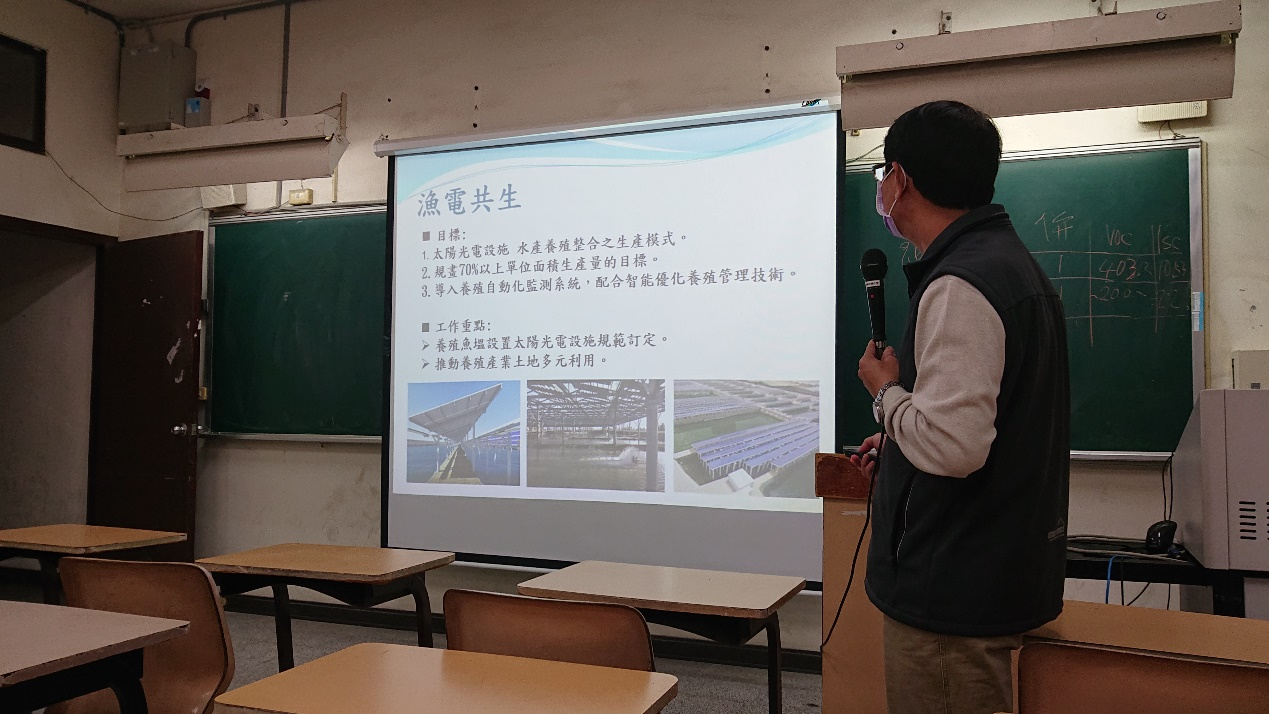 漁電共生
■ 目標:
1. 太陽光電設施 水產養殖整合之生產模式。
2. 規畫70%以上單位面積生產量的目標。
3. 導入養殖自動化監測系統，配合智能優化養殖管理技術。
■ 工作重點:
➢ 養殖魚塭設置太陽光電設施規範訂定。
➢ 推動養殖產業土地多元利用。
併 Voc Isc
1 403.2